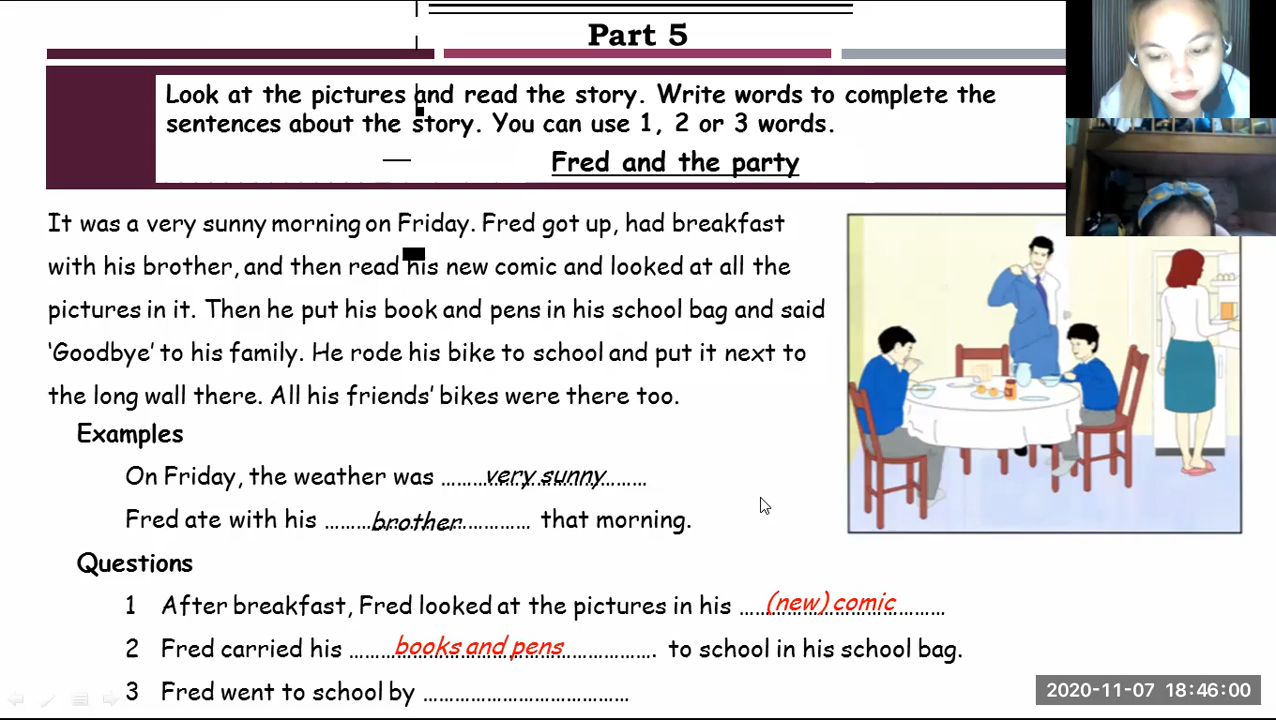 Part 5
Look at the pictures and read the story. Write words to complete the
sentences about the story. You can use 1, 2 or 3 words.
Fred and the party
It was a very sunny morning on Friday. Fred got up, had breakfast
with his brother, and then read his new comic and looked at all the
pictures in it. Then he put his book and pens in his school bag and said
‘Goodbye’ to his family. He rode his bike to school and put it next to
the long wall there. All his friends’ bikes were there too.
Examples
On Friday, the weather was ………very sunny…………
Fred ate with his ………brother………… that morning.
Questions
1 After breakfast, Fred looked at the pictures in his ……(new) comic…………
2 Fred carried his ………books and pens……………. to school in his school bag.
3 Fred went to school by …………………………………
2020-11-07 18:46:00